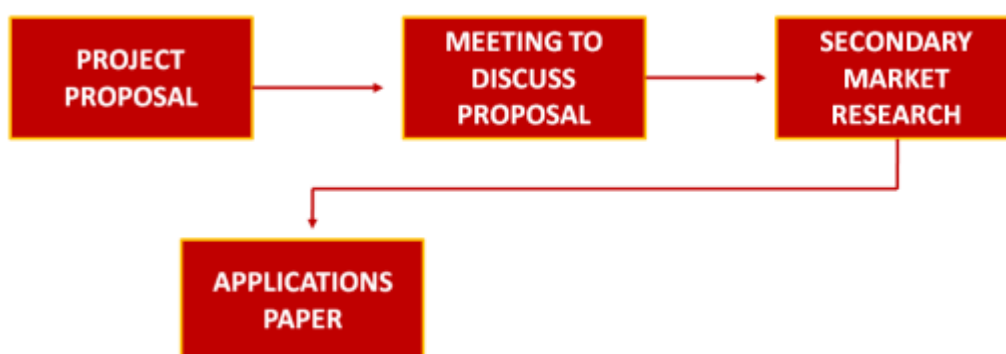 PROJECT
PROPOSAL
MEETING TO
DISCUSS
PROPOSAL
SECONDARY
MARKET
RESEARCH
APPLICATIONS
PAPER